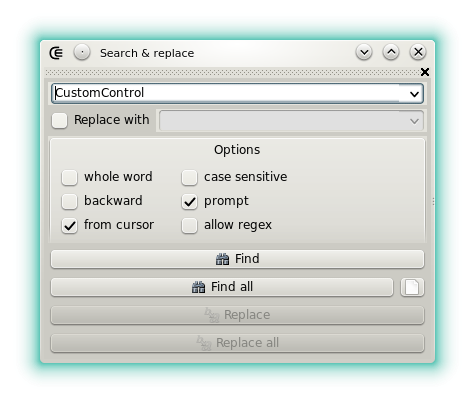 Search & replace
CustomControl
Replace with
Options
whole word case sensitive
backward prompt
from cursor allow regex
Find
Find all
Replace
Replace all